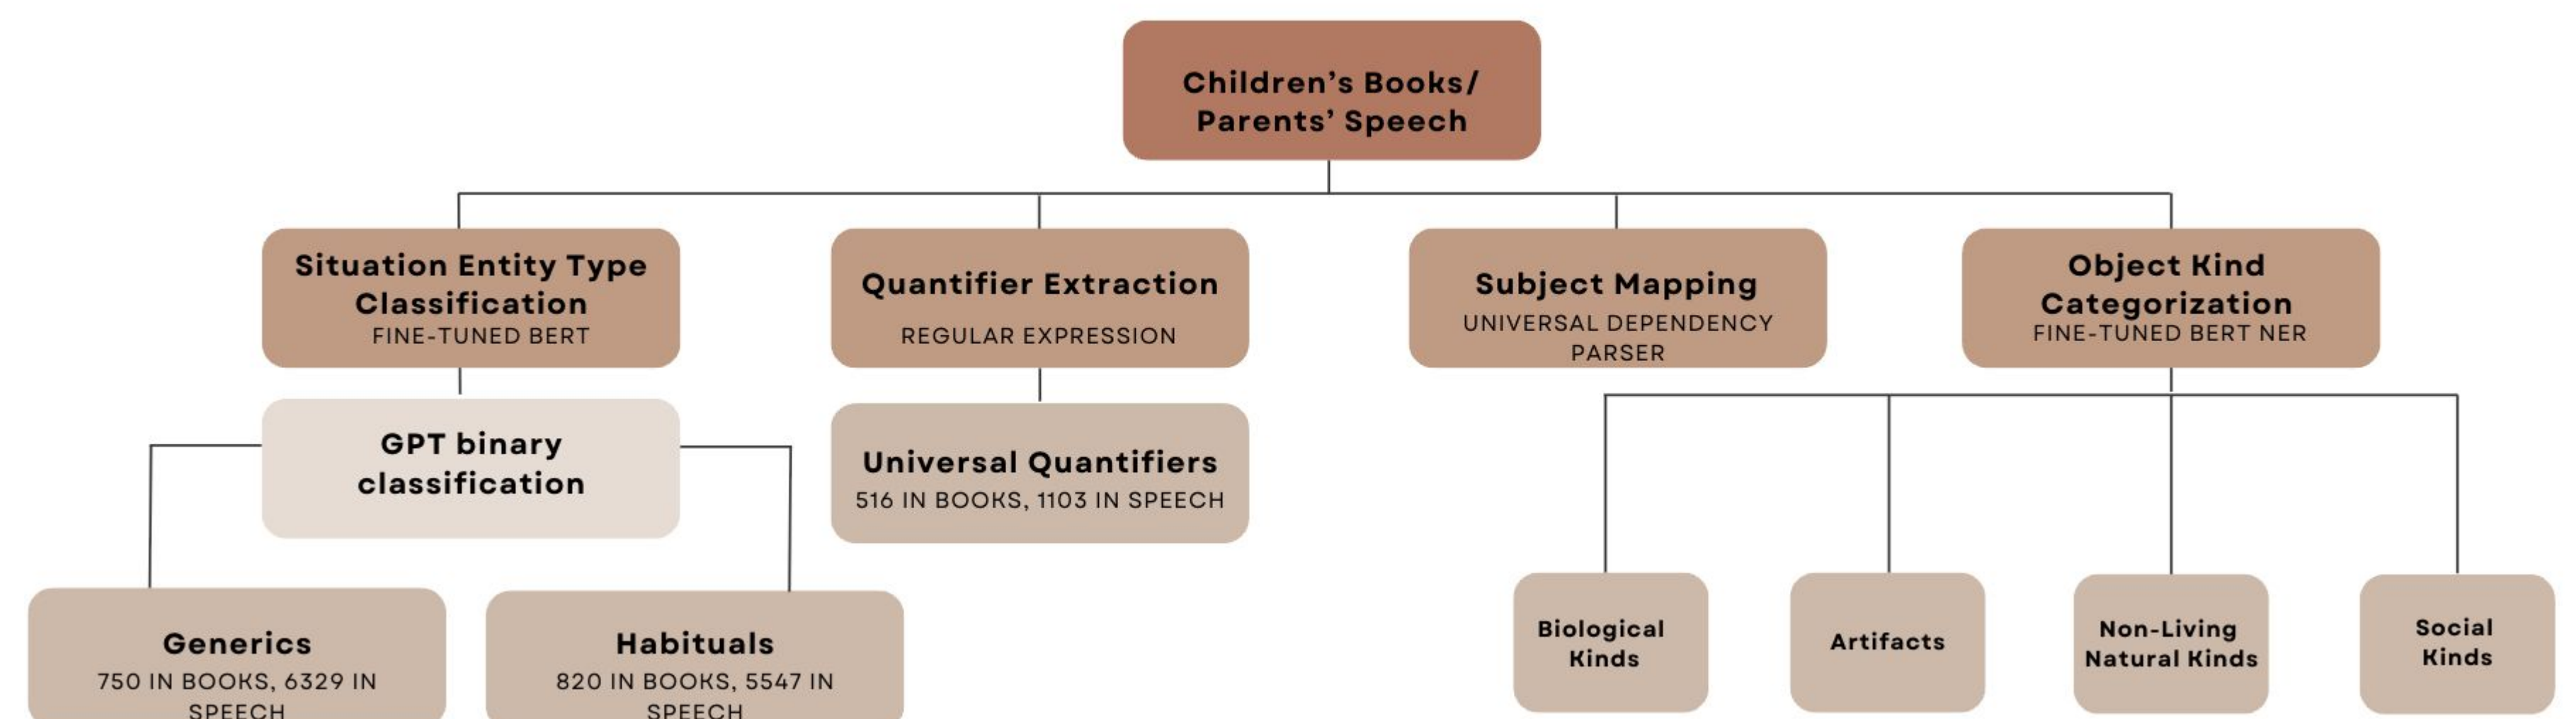 Children’s Books/
Parents’ Speech
Situation Entity Type
Classification
FINE-TUNED BERT
Quantifier Extraction
REGULAR EXPRESSION
Subject Mapping
UNIVERSAL DEPENDENCY
PARSER
Object Kind
Categorization
FINE-TUNED BERT NER
GPT binary
classification
Universal Quantifiers
516 IN BOOKS, 1103 IN SPEECH
Generics
750 IN BOOKS, 6329 IN
SPEECH
Habituals
820 IN BOOKS, 5547 IN
SPEECH
Biological
Kinds
Artifacts
Non-Living
Natural Kinds
Social
Kinds